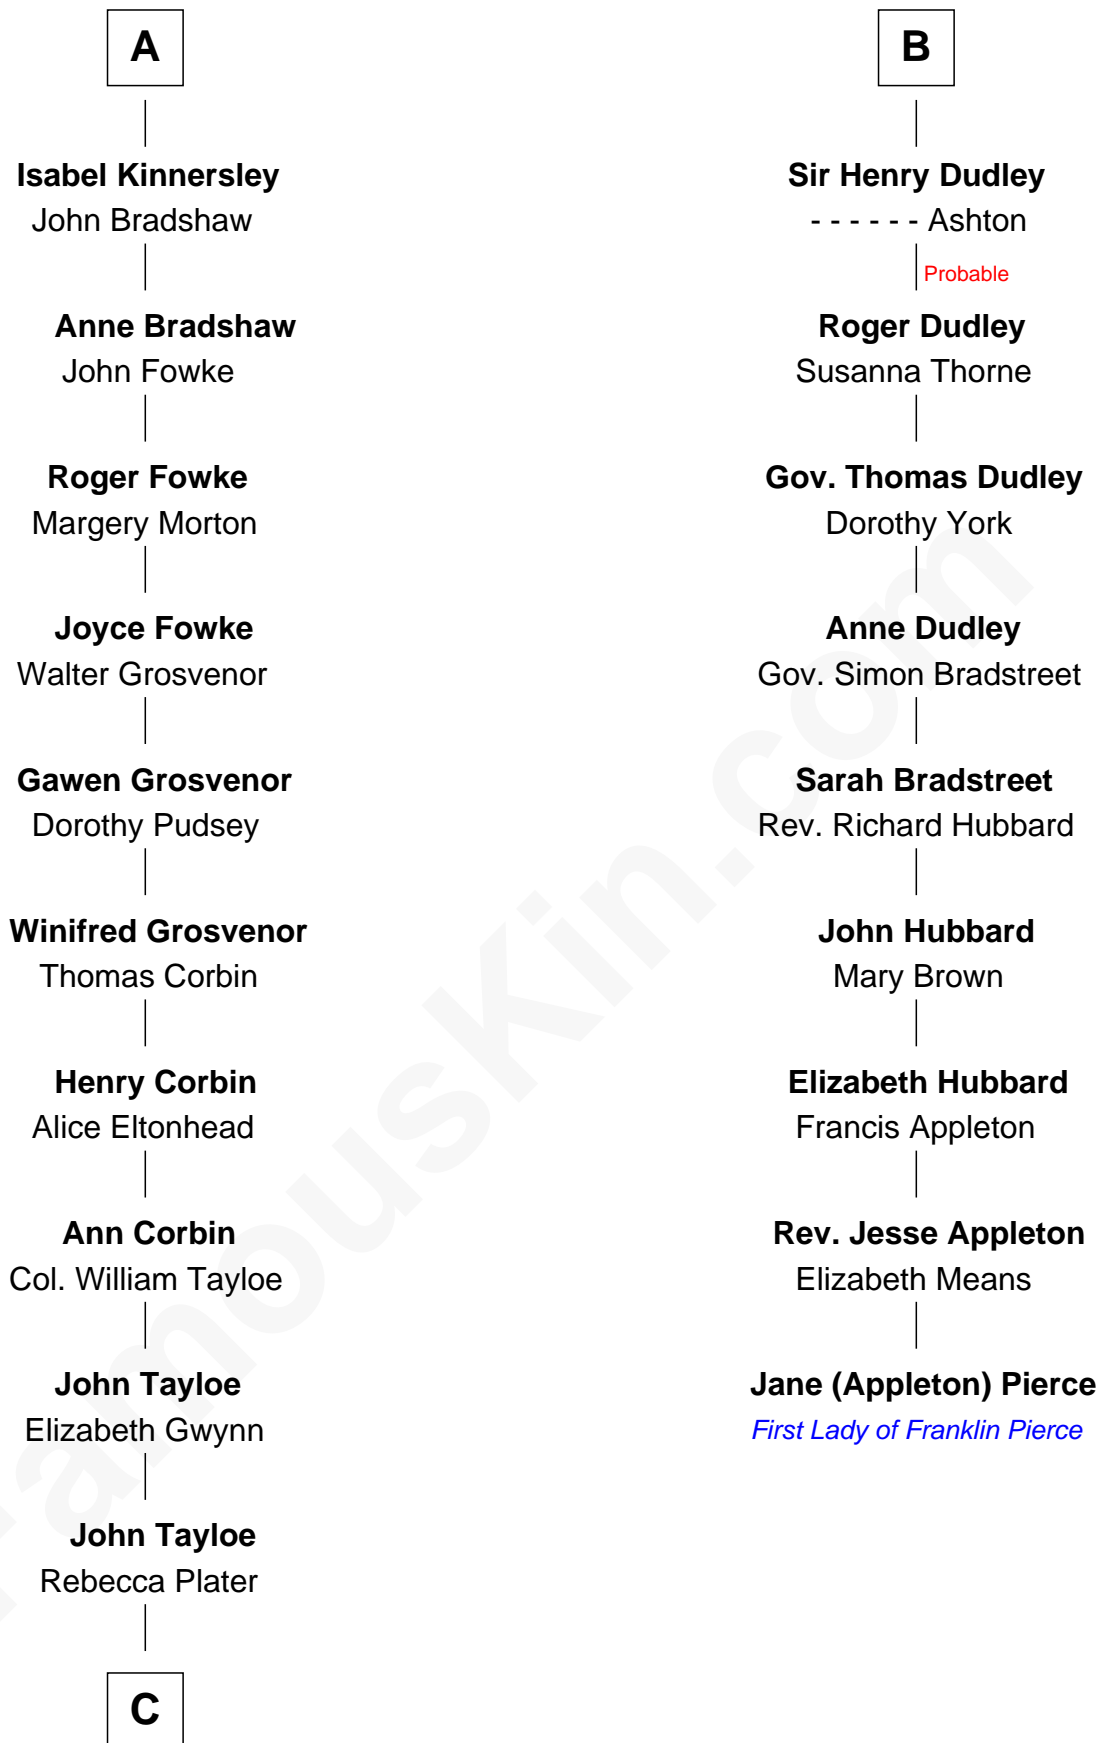 A
Isabel Kinnersley
John Bradshaw
Anne Bradshaw
John Fowke
Roger Fowke
Margery Morton
Joyce Fowke
Walter Grosvenor
Gawen Grosvenor
Dorothy Pudsey
Winifred Grosvenor
Thomas Corbin
Henry Corbin
Alice Eltonhead
Ann Corbin
Col. William Tayloe
John Tayloe
Elizabeth Gwynn
John Tayloe
Rebecca Plater
C
B
Sir Henry Dudley
- - - - - - Ashton
Probable
Roger Dudley
Susanna Thorne
Gov. Thomas Dudley
Dorothy York
Anne Dudley
Gov. Simon Bradstreet
Sarah Bradstreet
Rev. Richard Hubbard
John Hubbard
Mary Brown
Elizabeth Hubbard
Francis Appleton
Rev. Jesse Appleton
Elizabeth Means
Jane (Appleton) Pierce
First Lady of Franklin Pierce
FamousKin.com